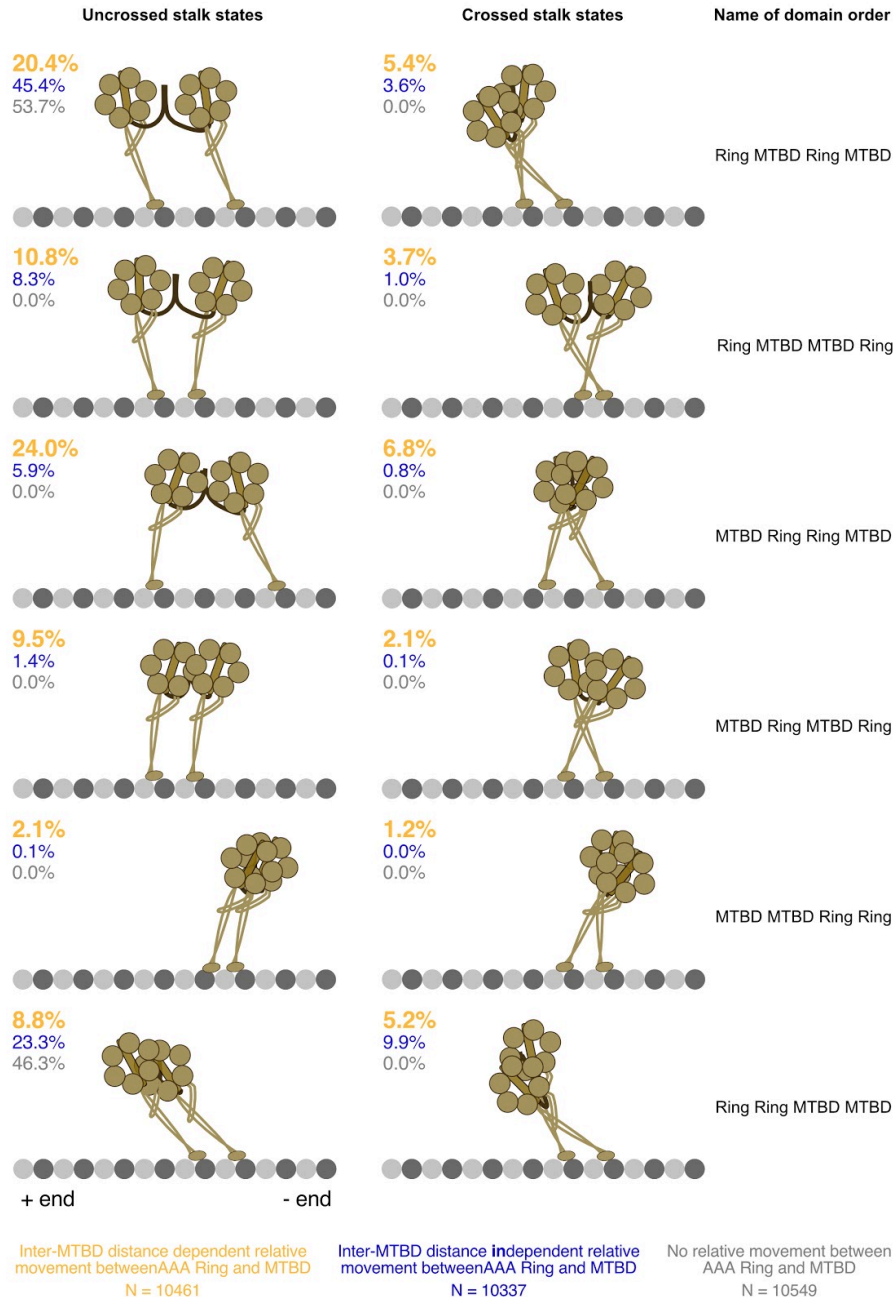 Uncrossed stalk states
Crossed stalk states
Name of domain order
20.4%
45.4%
53.7%
5.4%
3.6%
0.0%
Ring MTBD Ring MTBD
10.8%
8.3%
0.0%
3.7%
1.0%
0.0%
Ring MTBD MTBD Ring
24.0%
5.9%
0.0%
6.8%
0.8%
0.0%
MTBD Ring Ring MTBD
9.5%
1.4%
0.0%
2.1%
0.1%
0.0%
MTBD Ring MTBD Ring
2.1%
0.1%
0.0%
1.2%
0.0%
0.0%
MTBD MTBD Ring Ring
8.8%
23.3%
46.3%
5.2%
9.9%
0.0%
Ring Ring MTBD MTBD
+ end
- end
Inter-MTBD distance dependent relative
movement betweenAAA Ring and MTBD
N = 10461
Inter-MTBD distance independent relative
movement betweenAAA Ring and MTBD
N = 10337
No relative movement between
AAA Ring and MTBD
N = 10549